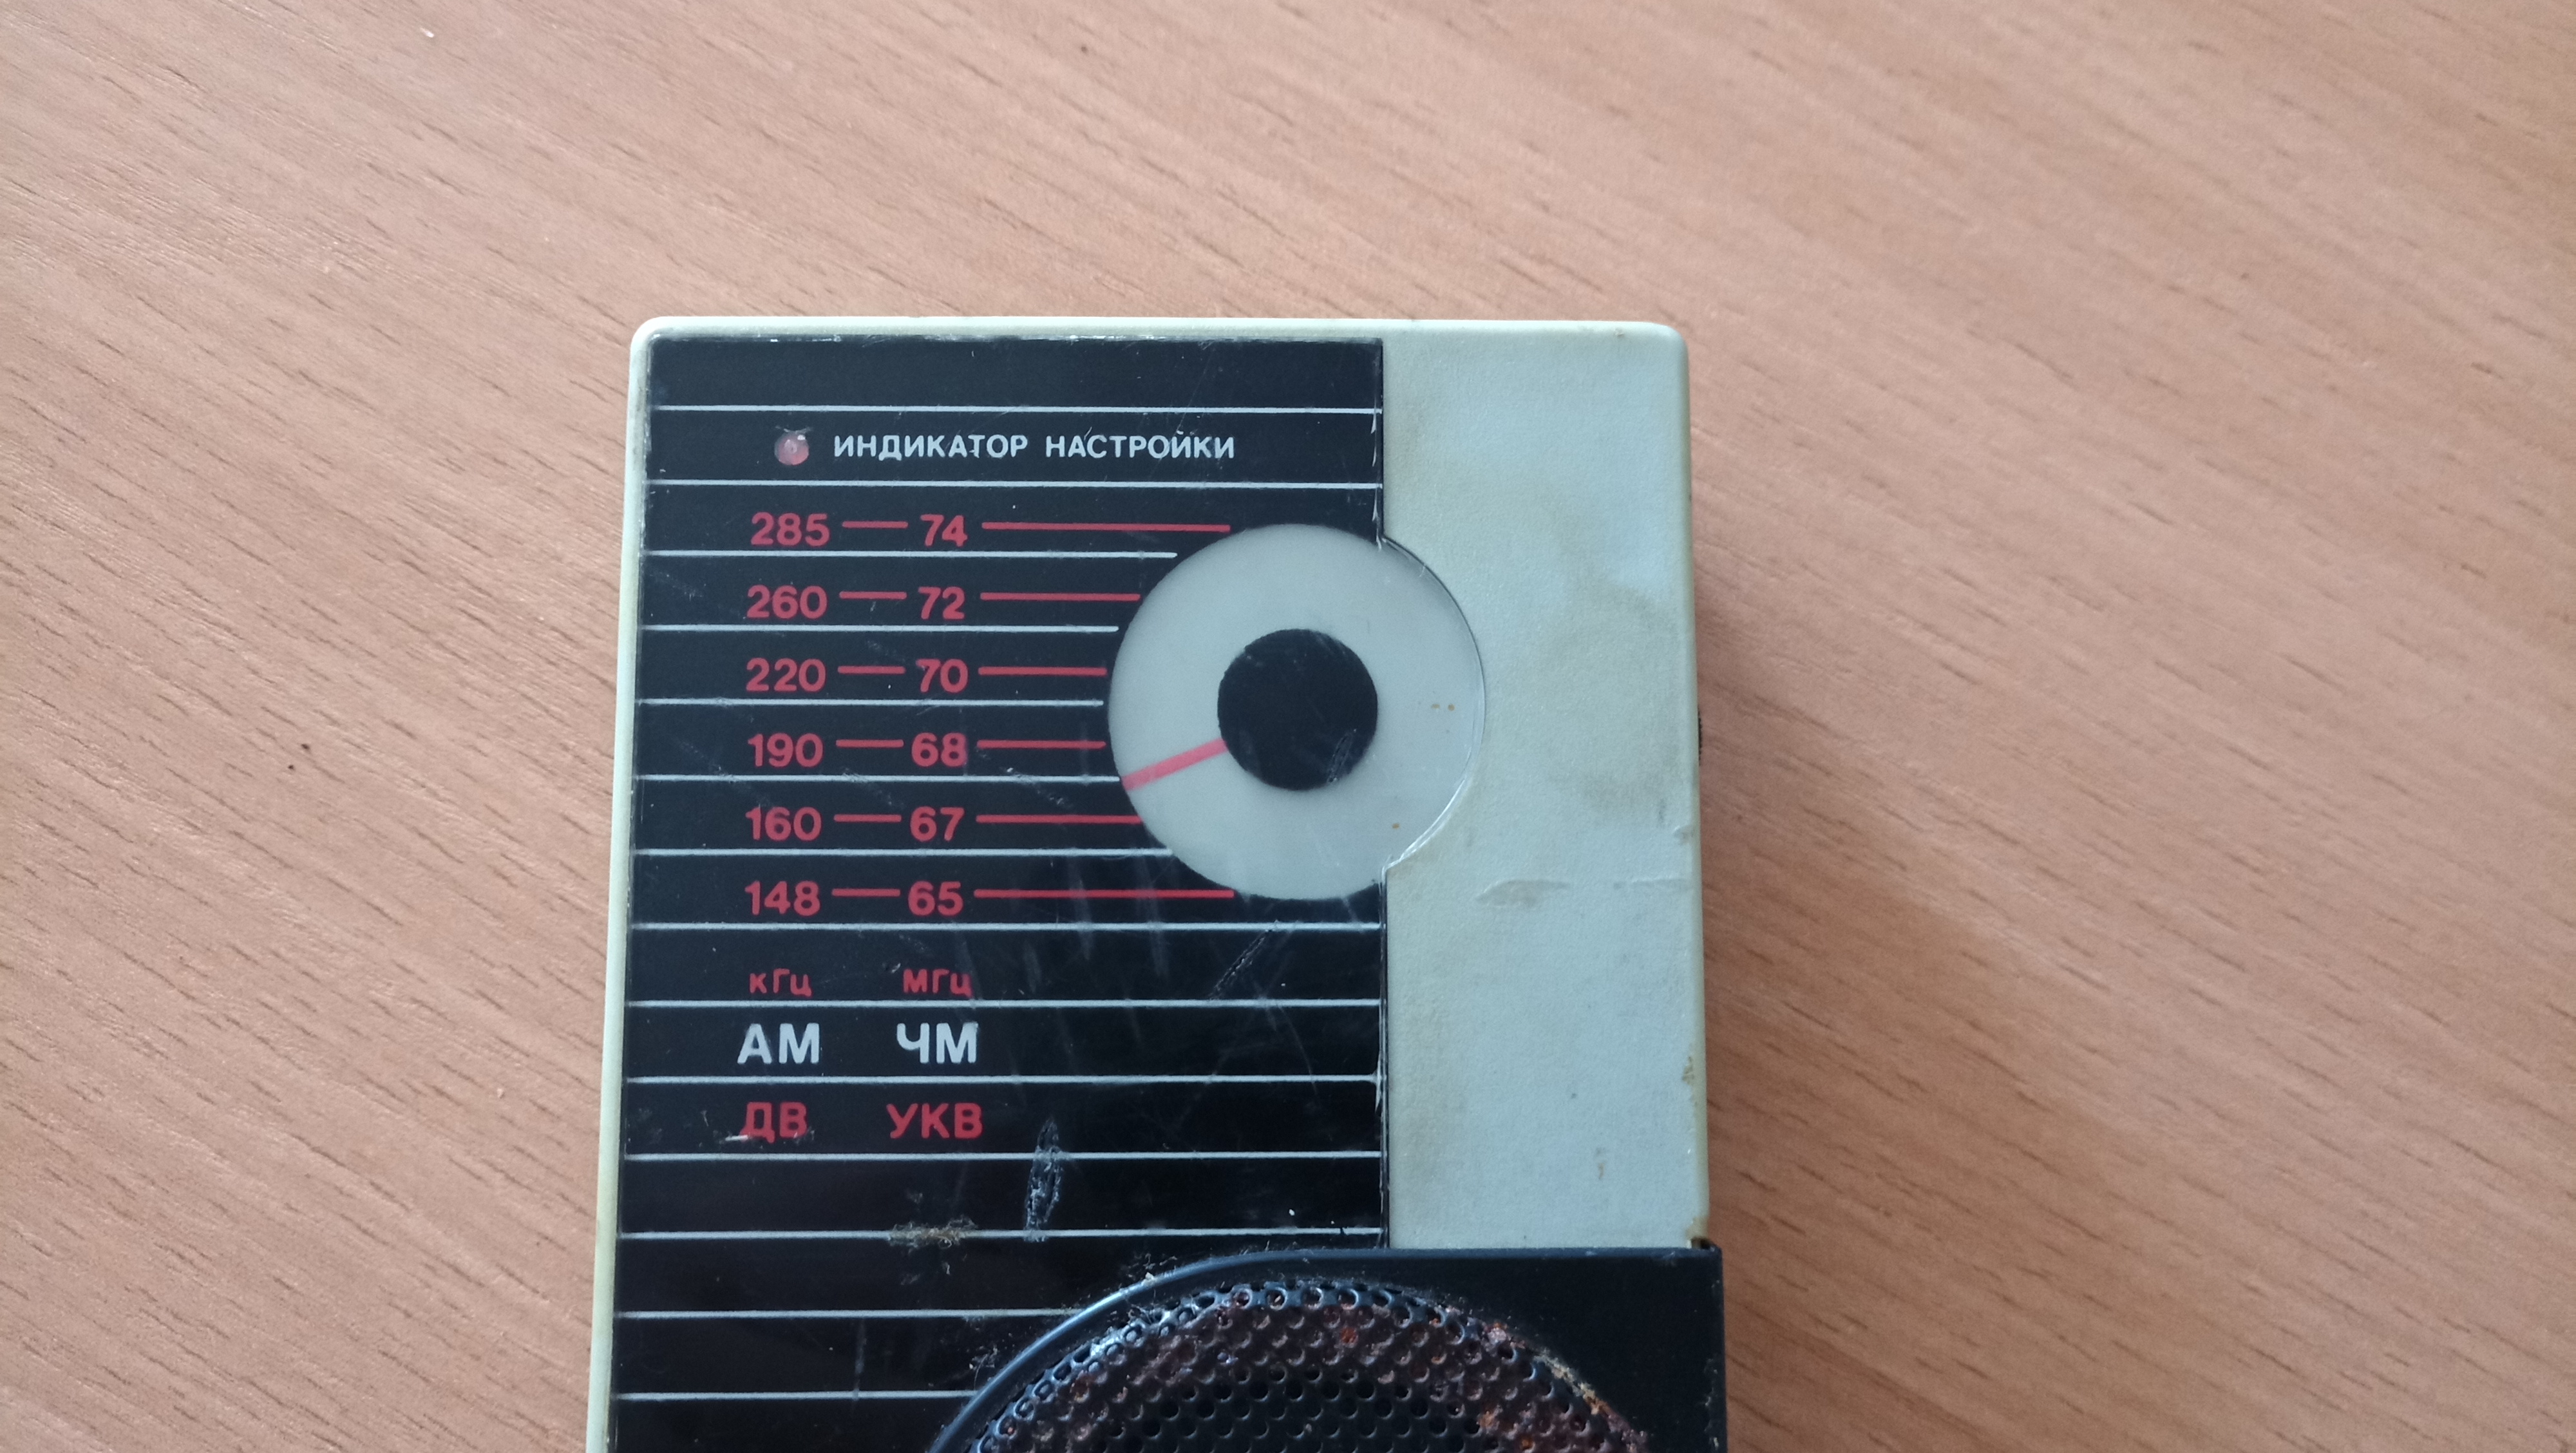 ИНДИКАТОР НАСТРОЙКИ
285 — 74
260 — 72
220 — 70
190 — 68
160 — 67
148 — 65
кГц МГц
АМ ЧМ
ДВ УКВ